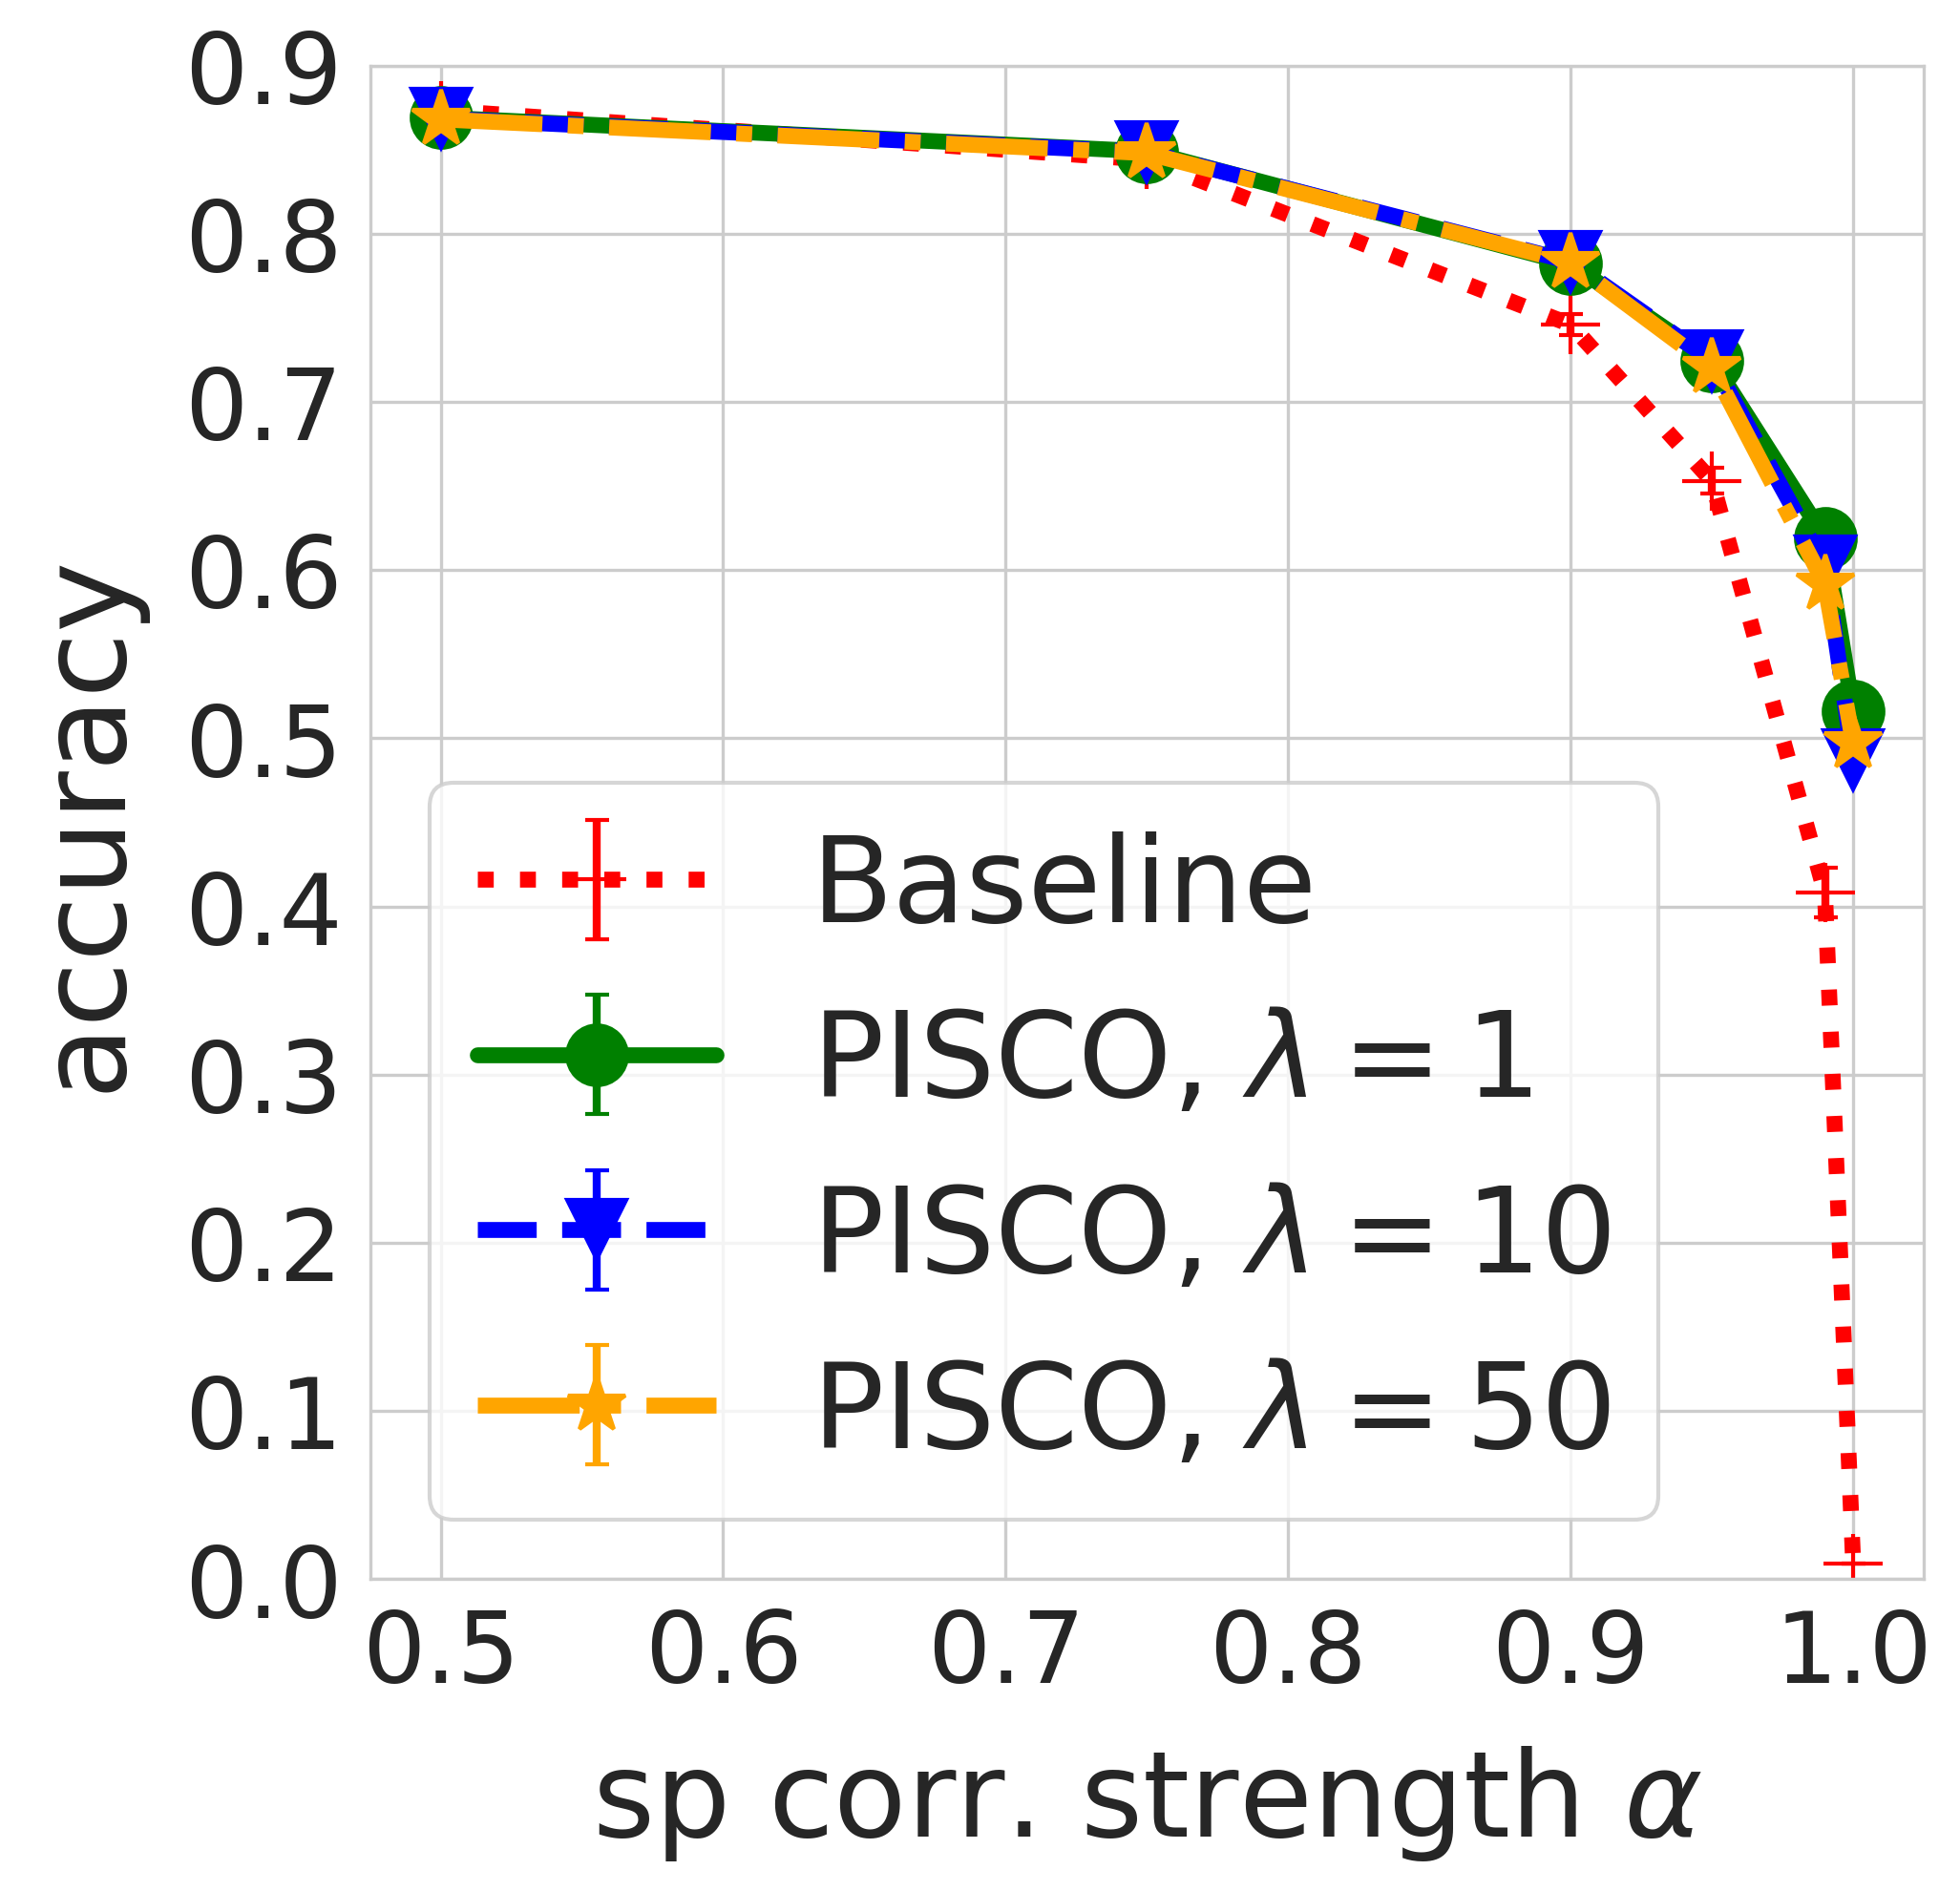 0.9
0.8
0.7
0.6
0.5
0.4
0.3
0.2
0.1
0.0
accuracy
Baseline
PISCO, λ = 1
PISCO, λ = 10
PISCO, λ = 50
0.5 0.6 0.7 0.8 0.9 1.0
sp corr. strength α